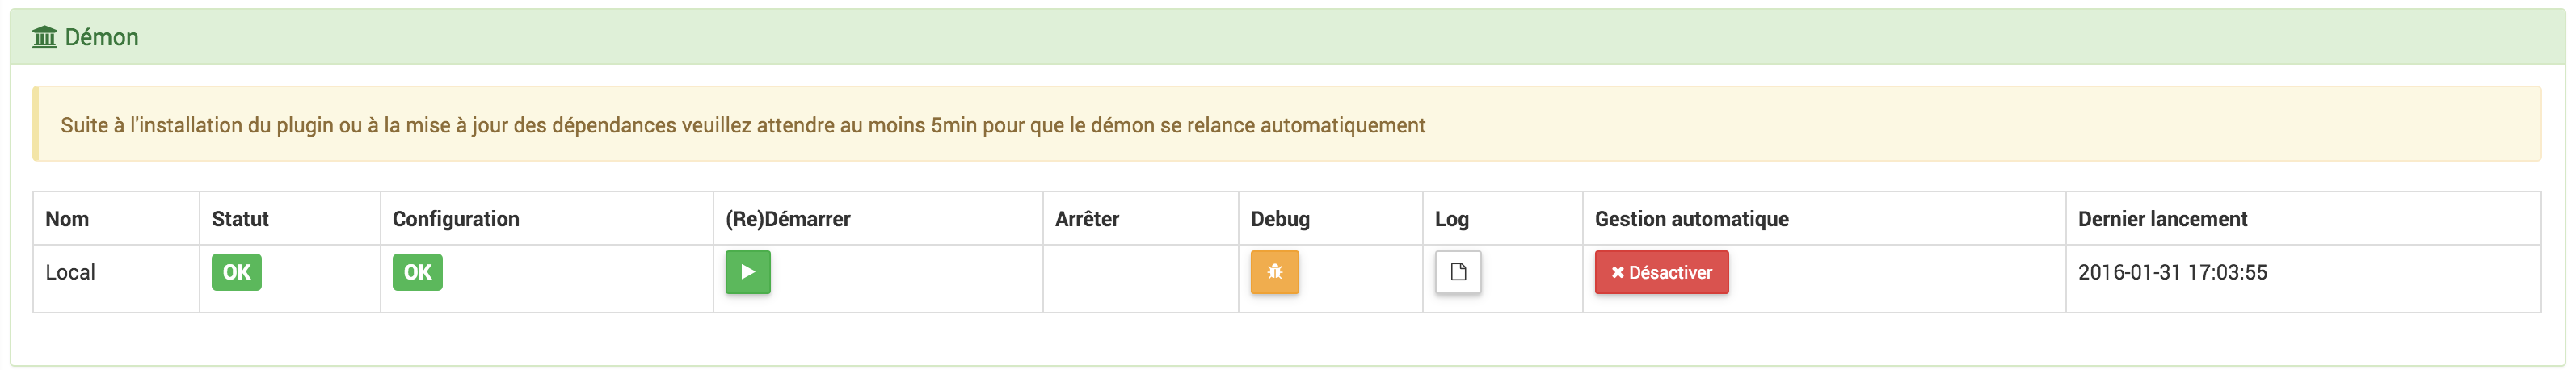 Démon
Suite à l'installation du plugin ou à la mise à jour des dépendances veuillez attendre au moins 5min pour que le démon se relance automatiquement
Nom Statut Configuration (Re)Démarrer Arrêter Debug Log Gestion automatique Dernier lancement
Local OK OK Désactiver 2016-01-31 17:03:55